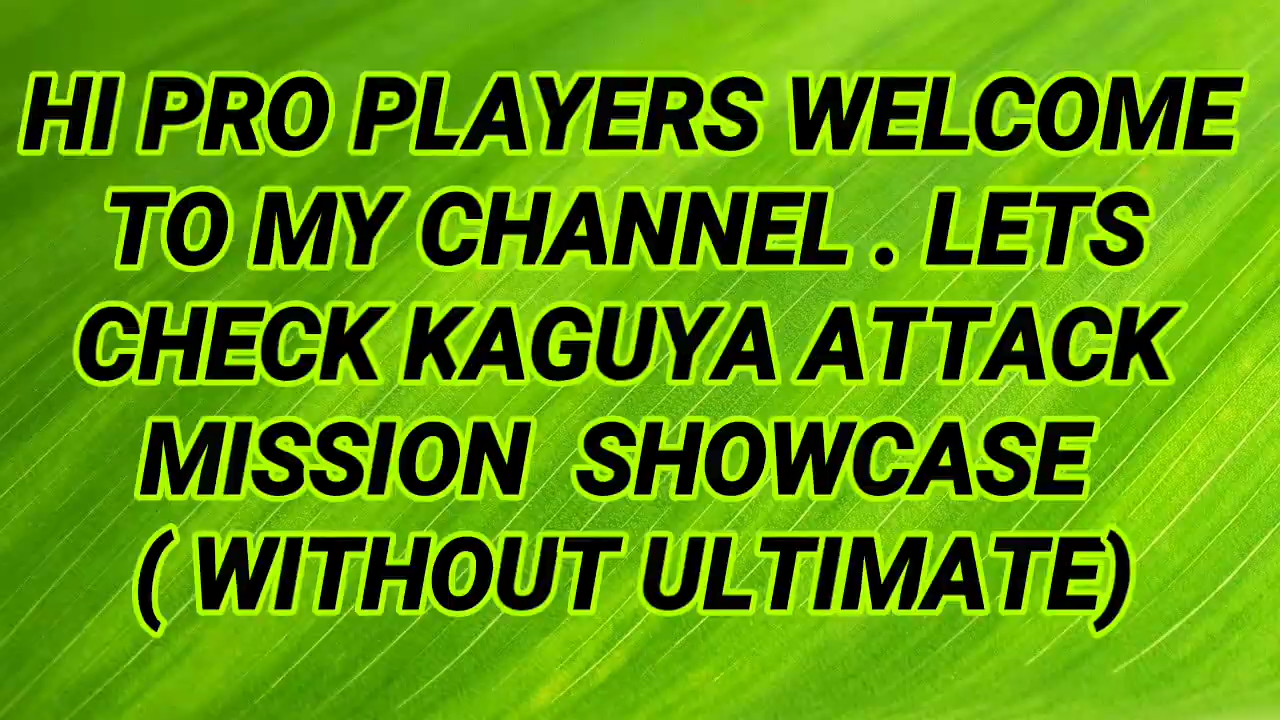 HI PRO PLAYERS WELCOME
TO MY CHANNEL . LETS
CHECK KAGUYA ATTACK
MISSION  SHOWCASE
( WITHOUT ULTIMATE)